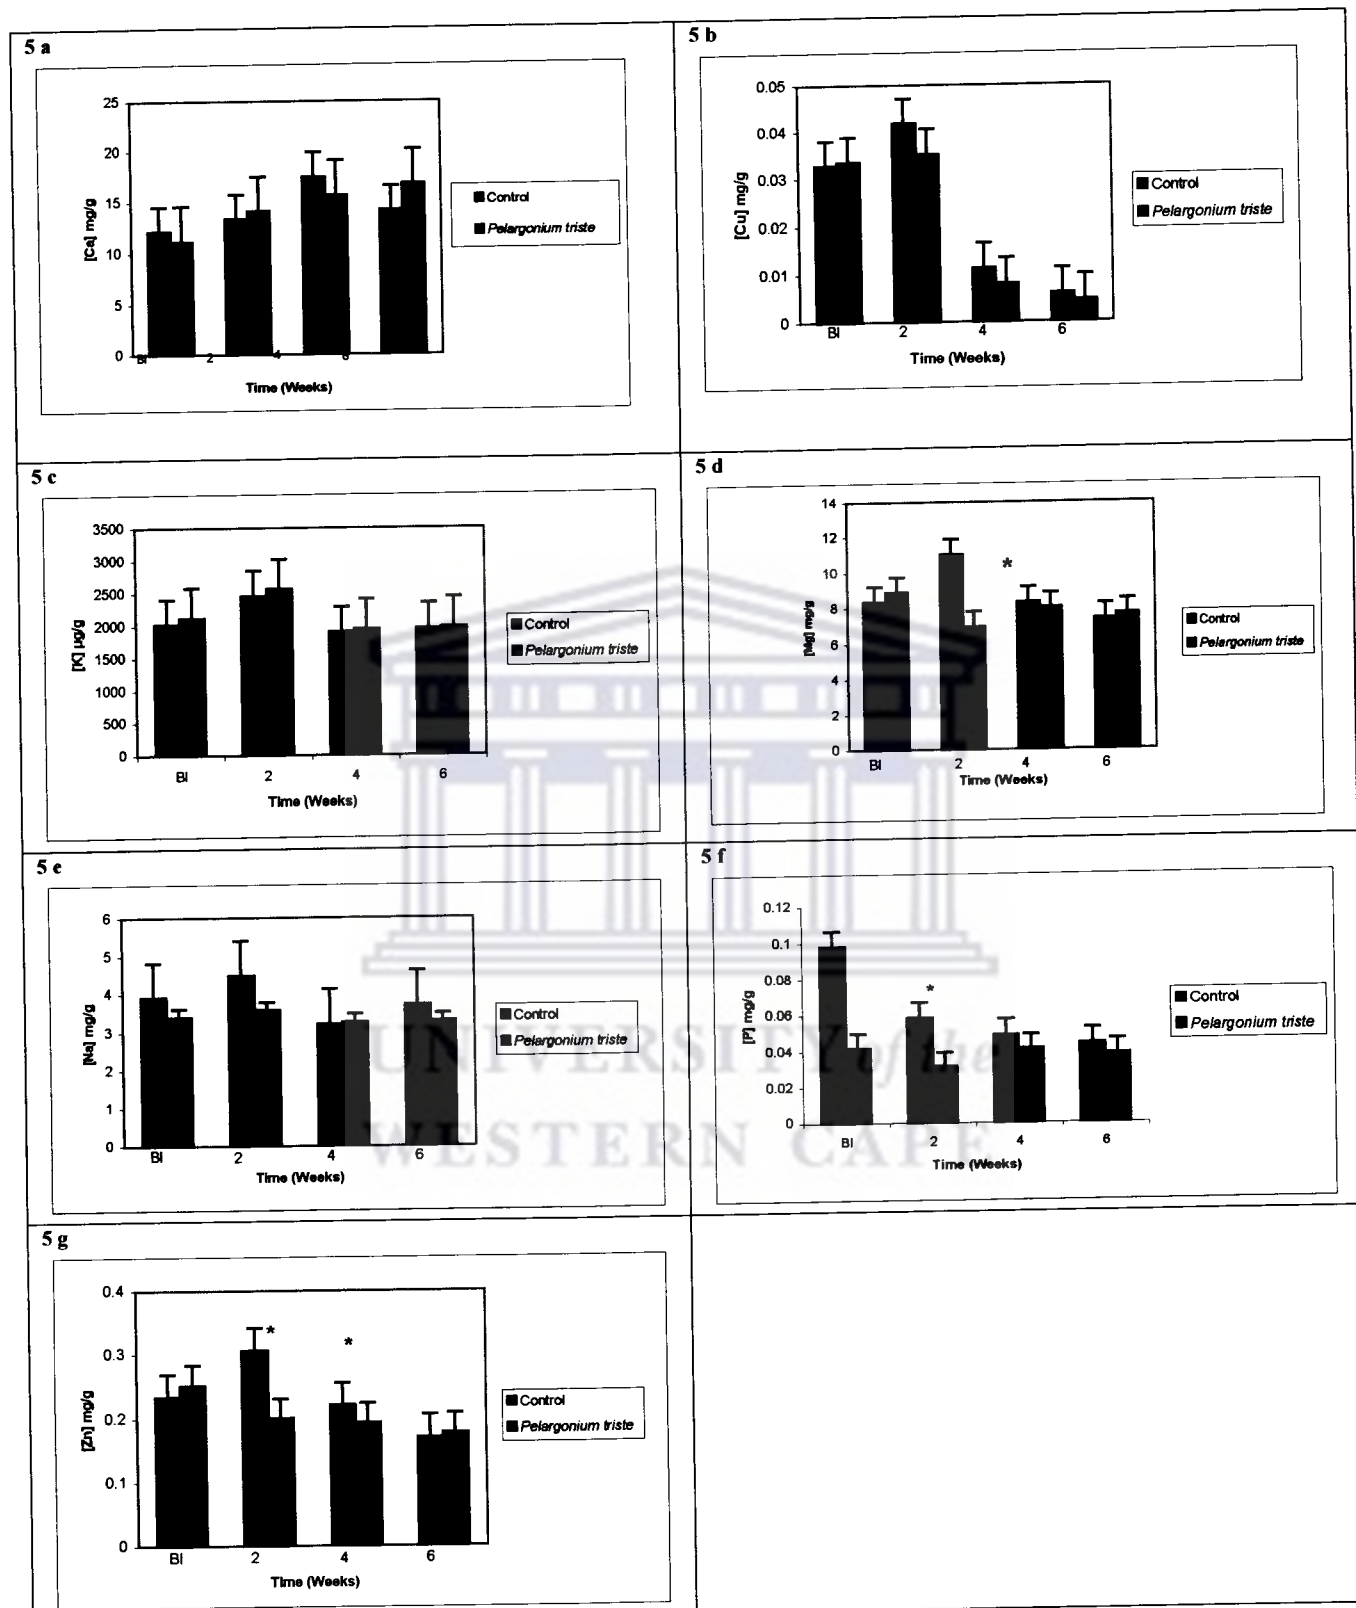 5 a
25
20
15
10
5
0
[Ca] mg/g
BI 2 4 6
Time (Weeks)
Control
Pelargonium triste
5 b
0.05
0.04
0.03
0.02
0.01
0
[Cu] mg/g
BI 2 4 6
Time (Weeks)
Control
Pelargonium triste
5 c
3500
3000
2500
2000
1500
1000
500
0
[K] µg/g
BI 2 4 6
Time (Weeks)
Control
Pelargonium triste
5 d
14
12
10
8
6
4
2
0
[Mg] mg/g
*
BI 2 4 6
Time (Weeks)
Control
Pelargonium triste
5 e
6
5
4
3
2
1
0
[Na] mg/g
BI 2 4 6
Time (Weeks)
Control
Pelargonium triste
5 f
0.12
0.1
0.08
0.06
0.04
0.02
0
[P] mg/g
*
BI 2 4 6
Time (Weeks)
Control
Pelargonium triste
UNIVERSITY of the
WESTERN CAPE
5 g
0.4
0.3
0.2
0.1
0
[Zn] mg/g
* *
BI 2 4 6
Time (Weeks)
Control
Pelargonium triste